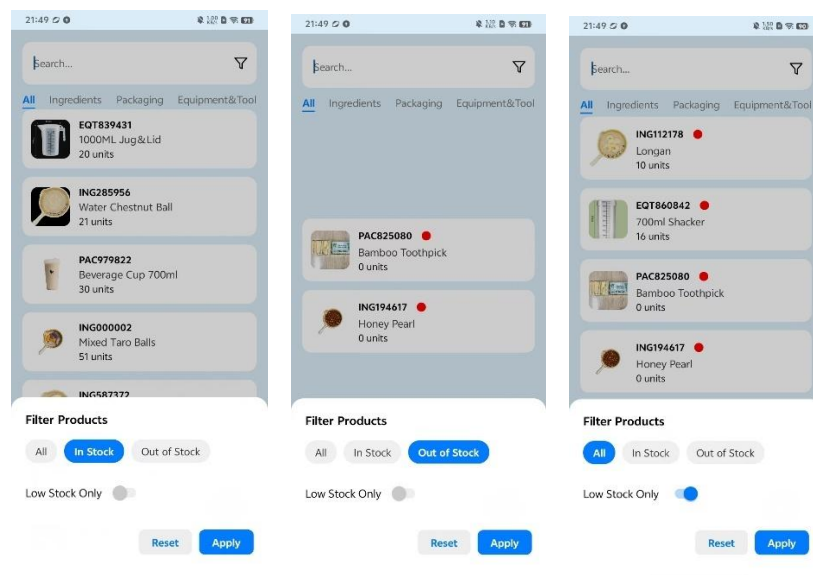 21:49
91
Search...
All Ingredients Packaging Equipment&Tool
EQT839431
1000ML Jug&Lid
20 units
ING285956
Water Chestnut Ball
21 units
PAC979822
Beverage Cup 700ml
30 units
ING000002
Mixed Taro Balls
51 units
ING587372
Filter Products
All In Stock Out of Stock
Low Stock Only
Reset Apply
21:49
91
Search...
All Ingredients Packaging Equipment&Tool
PAC825080
Bamboo Toothpick
0 units
ING194617
Honey Pearl
0 units
Filter Products
All In Stock Out of Stock
Low Stock Only
Reset Apply
21:49
90
Search...
All Ingredients Packaging Equipment&Tool
ING112178
Longan
10 units
EQT860842
700ml Shacker
16 units
PAC825080
Bamboo Toothpick
0 units
ING194617
Honey Pearl
0 units
Filter Products
All In Stock Out of Stock
Low Stock Only
Reset Apply